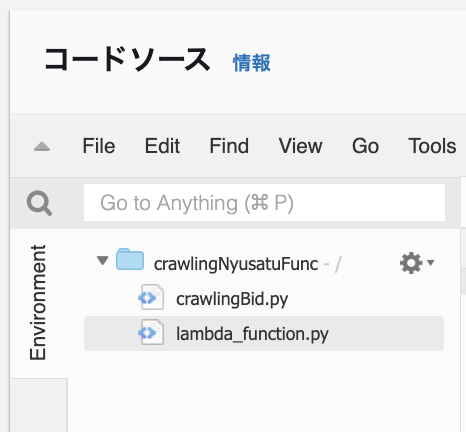 コードソース 情報
File Edit Find View Go Tools
Go to Anything (⌘ P)
Environment
crawlingNyusatuFunc - /
crawlingBid.py
lambda_function.py